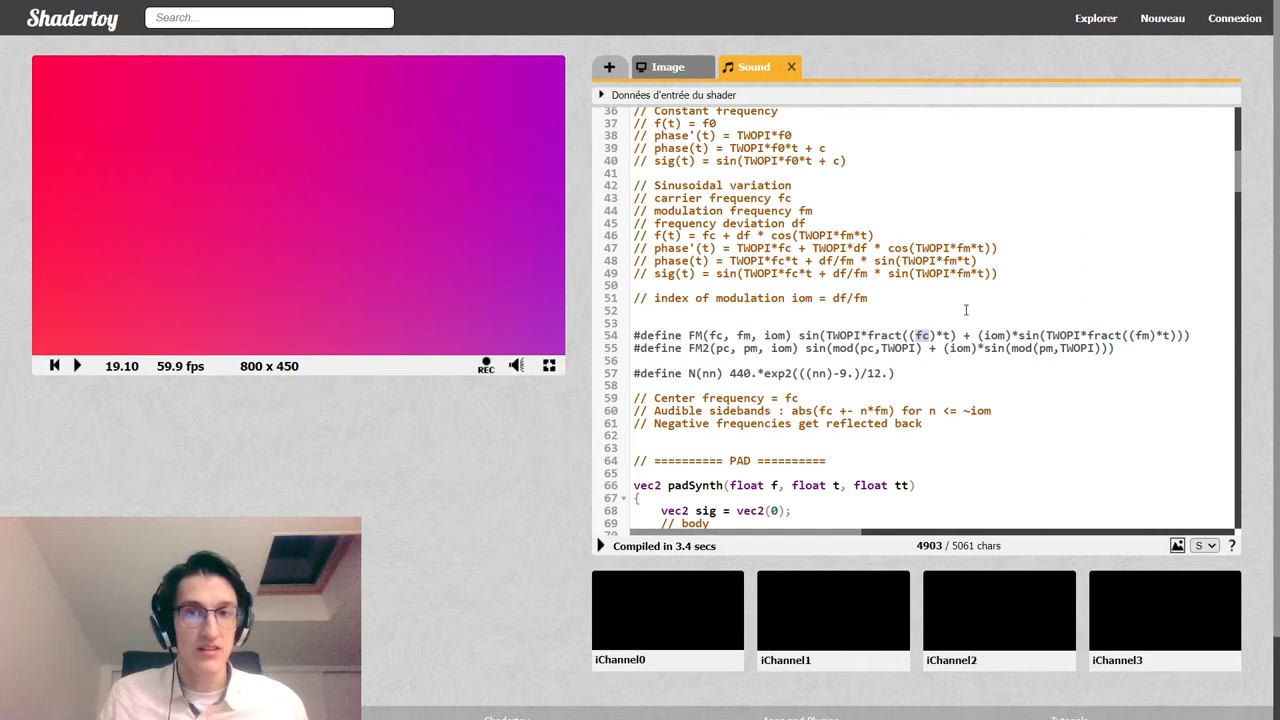 Shadertoy
Search...
Explorer
Nouveau
Connexion
+
Image
Sound
Données d'entrée du shader
36 // Constant frequency
37 // f(t) = f0
38 // phase'(t) = TWOPI*f0
39 // phase(t) = TWOPI*f0*t + c
40 // sig(t) = sin(TWOPI*f0*t + c)
41
42 // Sinusoidal variation
43 // carrier frequency fc
44 // modulation frequency fm
45 // frequency deviation df
46 // f(t) = fc + df * cos(TWOPI*fm*t)
47 // phase'(t) = TWOPI*fc + TWOPI*df * cos(TWOPI*fm*t))
48 // phase(t) = TWOPI*fc*t + df/fm * sin(TWOPI*fm*t)
49 // sig(t) = sin(TWOPI*fc*t + df/fm * sin(TWOPI*fm*t))
50
51 // index of modulation iom = df/fm
52
53
54 #define FM(fc, fm, iom) sin(TWOPI*fract((fc)*t) + (iom)*sin(TWOPI*fract((fm)*t)))
55 #define FM2(pc, pm, iom) sin(mod(pc,TWOPI) + (iom)*sin(mod(pm,TWOPI)))
56
57 #define N(nn) 440.*exp2(((nn)-9.)/12.)
58
59 // Center frequency = fc
60 // Audible sidebands : abs(fc +- n*fm) for n <= ~iom
61 // Negative frequencies get reflected back
62
63
64 // ========== PAD ==========
65
66 vec2 padSynth(float f, float t, float tt)
67 {
68 vec2 sig = vec2(0);
69 // body
19.10
59.9 fps
800 x 450
REC
Compiled in 3.4 secs
4903 / 5061 chars
S
?
iChannel0
iChannel1
iChannel2
iChannel3